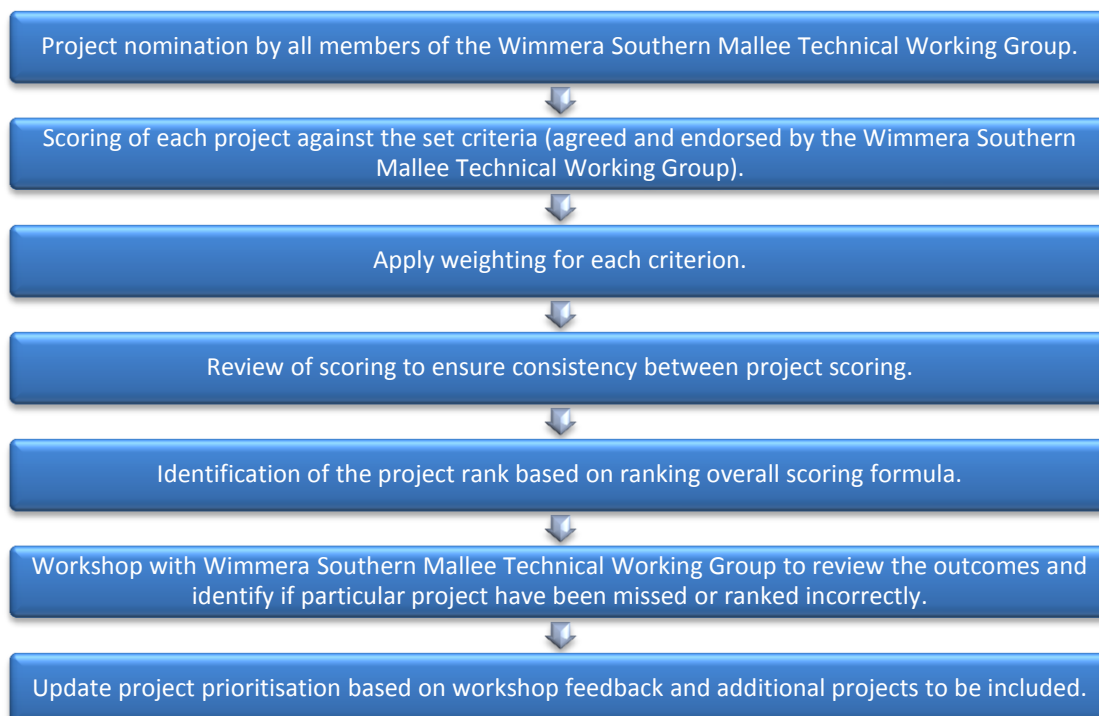 Project nomination by all members of the Wimmera Southern Mallee Technical Working Group.
Scoring of each project against the set criteria (agreed and endorsed by the Wimmera Southern
Mallee Technical Working Group).
Apply weighting for each criterion.
Review of scoring to ensure consistency between project scoring.
Identification of the project rank based on ranking overall scoring formula.
Workshop with Wimmera Southern Mallee Technical Working Group to review the outcomes and
identify if particular project have been missed or ranked incorrectly.
Update project prioritisation based on workshop feedback and additional projects to be included.